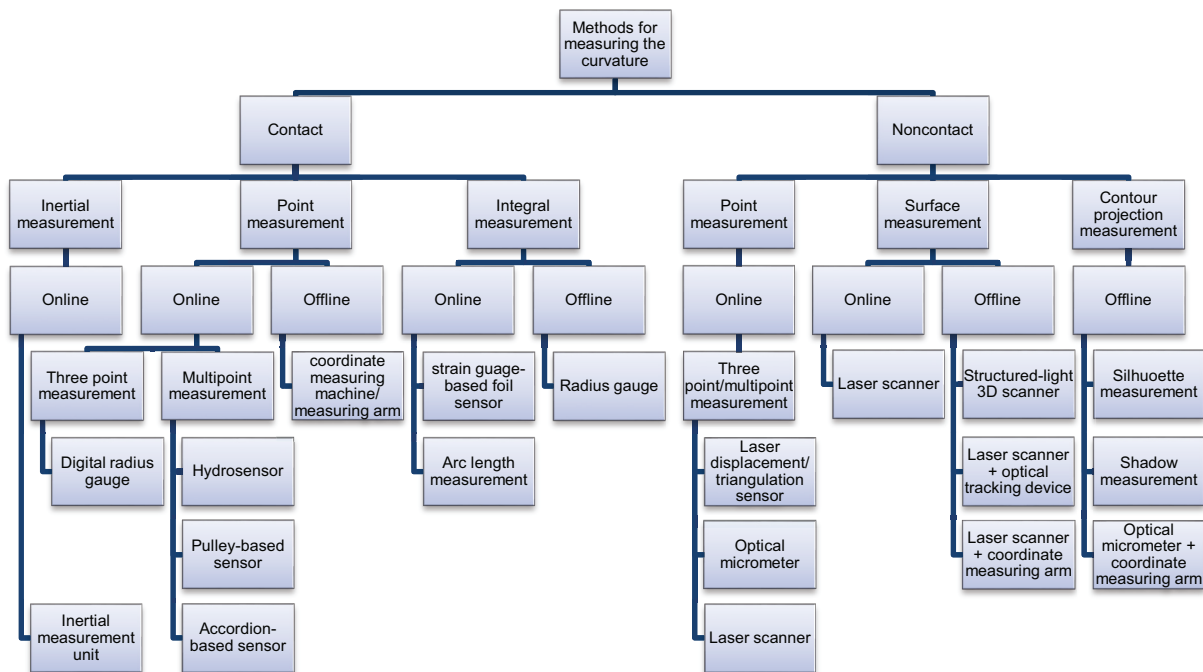 Methods for
measuring the
curvature
Contact
Noncontact
Inertial
measurement
Point
measurement
Integral
measurement
Point
measurement
Surface
measurement
Contour
projection
measurement
Online
Online
Offline
Online
Offline
Online
Online
Offline
Offline
Three point
measurement
Multipoint
measurement
coordinate
measuring
machine/
measuring arm
strain guage-
based foil
sensor
Radius gauge
Three
point/multipoint
measurement
Laser scanner
Structured-light
3D scanner
Silhuoette
measurement
Digital radius
gauge
Hydrosensor
Arc length
measurement
Laser
displacement/
triangulation
sensor
Laser scanner
+ optical
tracking device
Shadow
measurement
Pulley-based
sensor
Optical
micrometer
Laser scanner
+ coordinate
measuring arm
Optical
micrometer +
coordinate
measuring arm
Inertial
measurement
unit
Accordion-
based sensor
Laser scanner